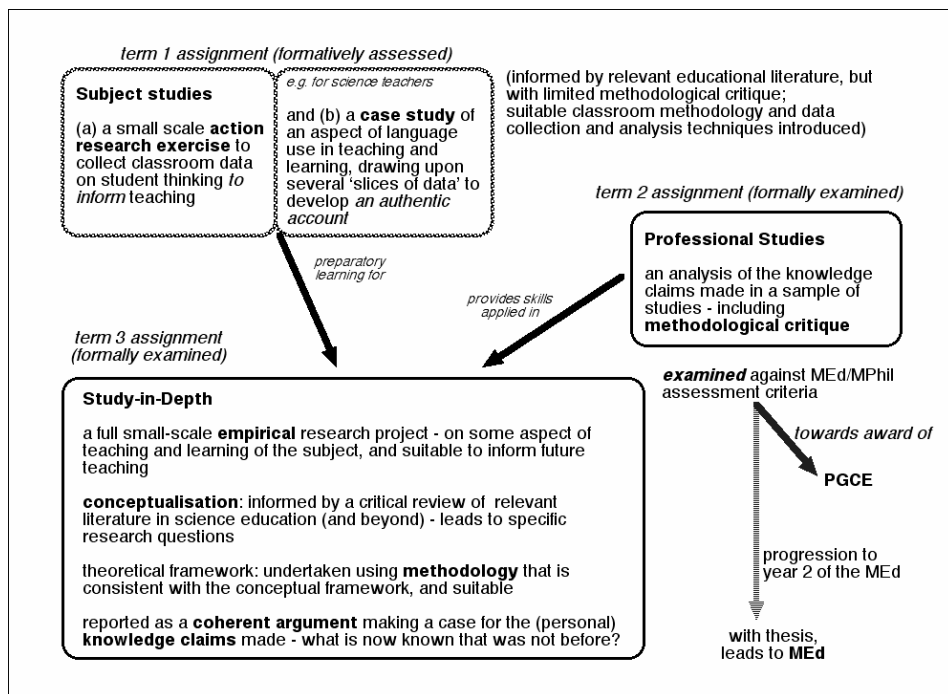 term 1 assignment (formatively assessed)
Subject studies
(a) a small scale action
research exercise to
collect classroom data
on student thinking to
inform teaching
e.g. for science teachers
and (b) a case study of
an aspect of language
use in teaching and
learning, drawing upon
several ‘slices of data’ to
develop an authentic
account
(informed by relevant educational literature, but
with limited methodological critique;
suitable classroom methodology and data
collection and analysis techniques introduced)
term 2 assignment (formally examined)
Professional Studies
an analysis of the knowledge
claims made in a sample of
studies - including
methodological critique
preparatory
learning for
provides skills
applied in
term 3 assignment
(formally examined)
Study-in-Depth
a full small-scale empirical research project - on some aspect of
teaching and learning of the subject, and suitable to inform future
teaching
conceptualisation: informed by a critical review of relevant
literature in science education (and beyond) - leads to specific
research questions
theoretical framework: undertaken using methodology that is
consistent with the conceptual framework, and suitable
reported as a coherent argument making a case for the (personal)
knowledge claims made - what is now known that was not before?
examined against MEd/MPhil
assessment criteria
towards award of
PGCE
progression to
year 2 of the MEd
with thesis,
leads to MEd